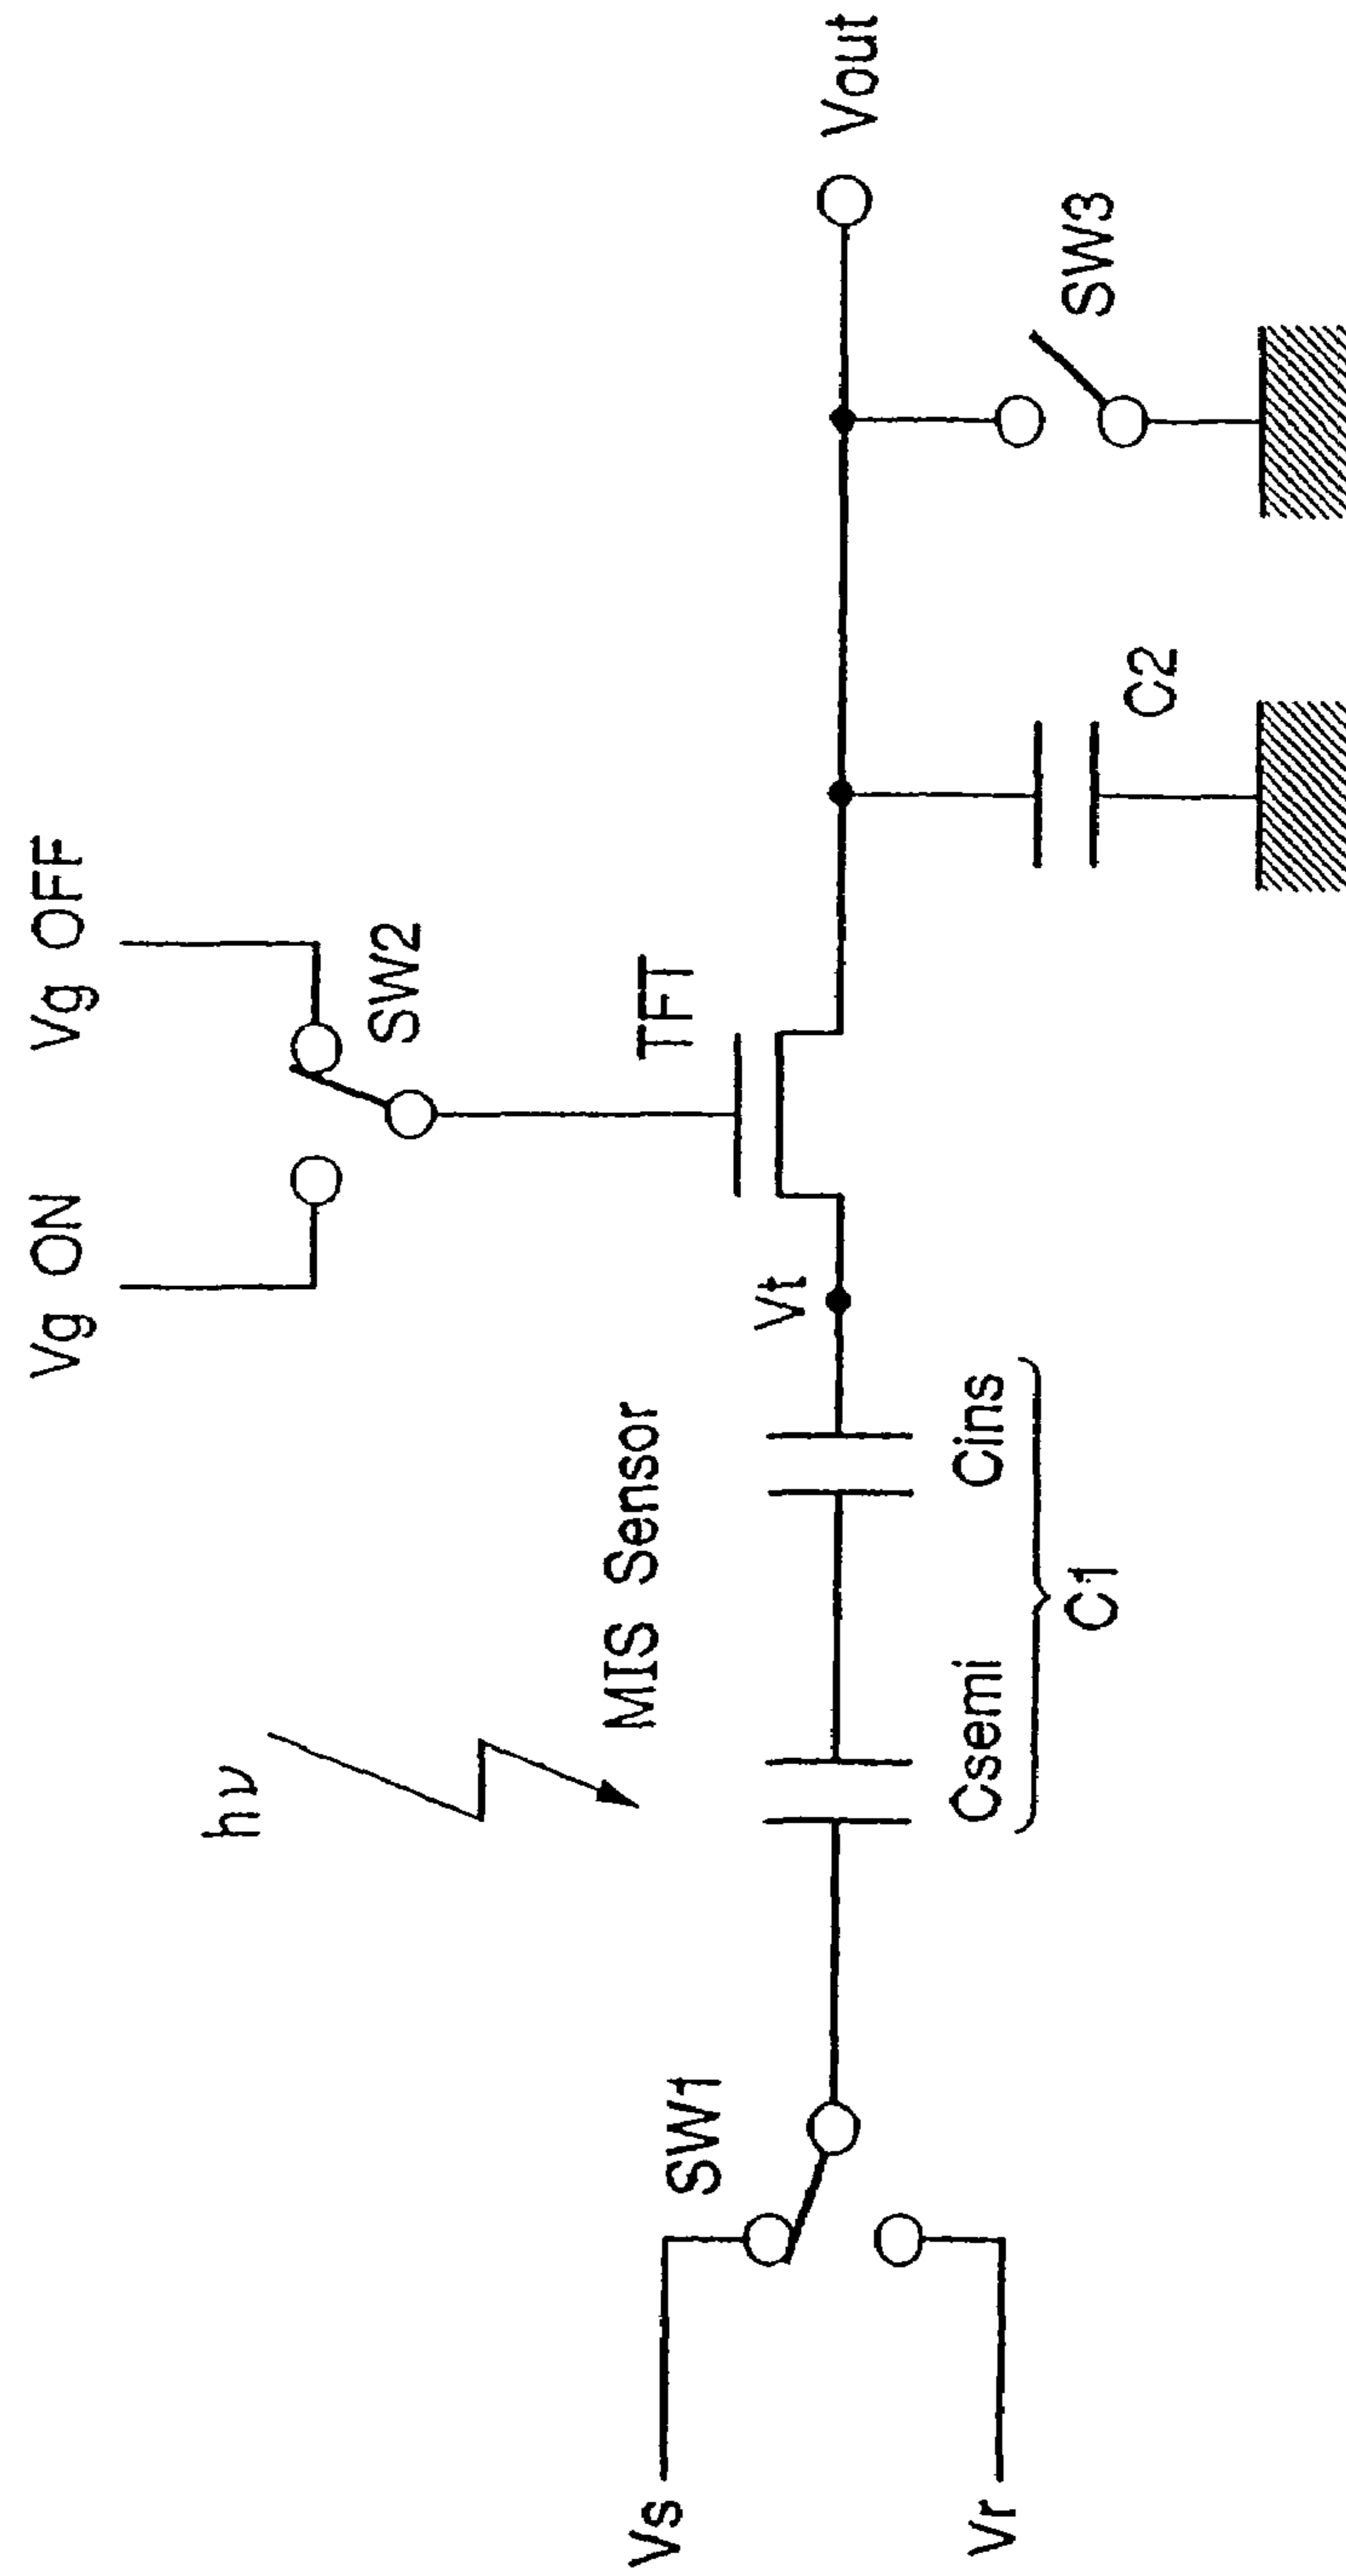 Vg ON
Vg OFF
SW2
hν
MIS Sensor
TFT
Vt
Vout
SW1
Vs
Vr
Csemi
Cins
C1
C2
SW3